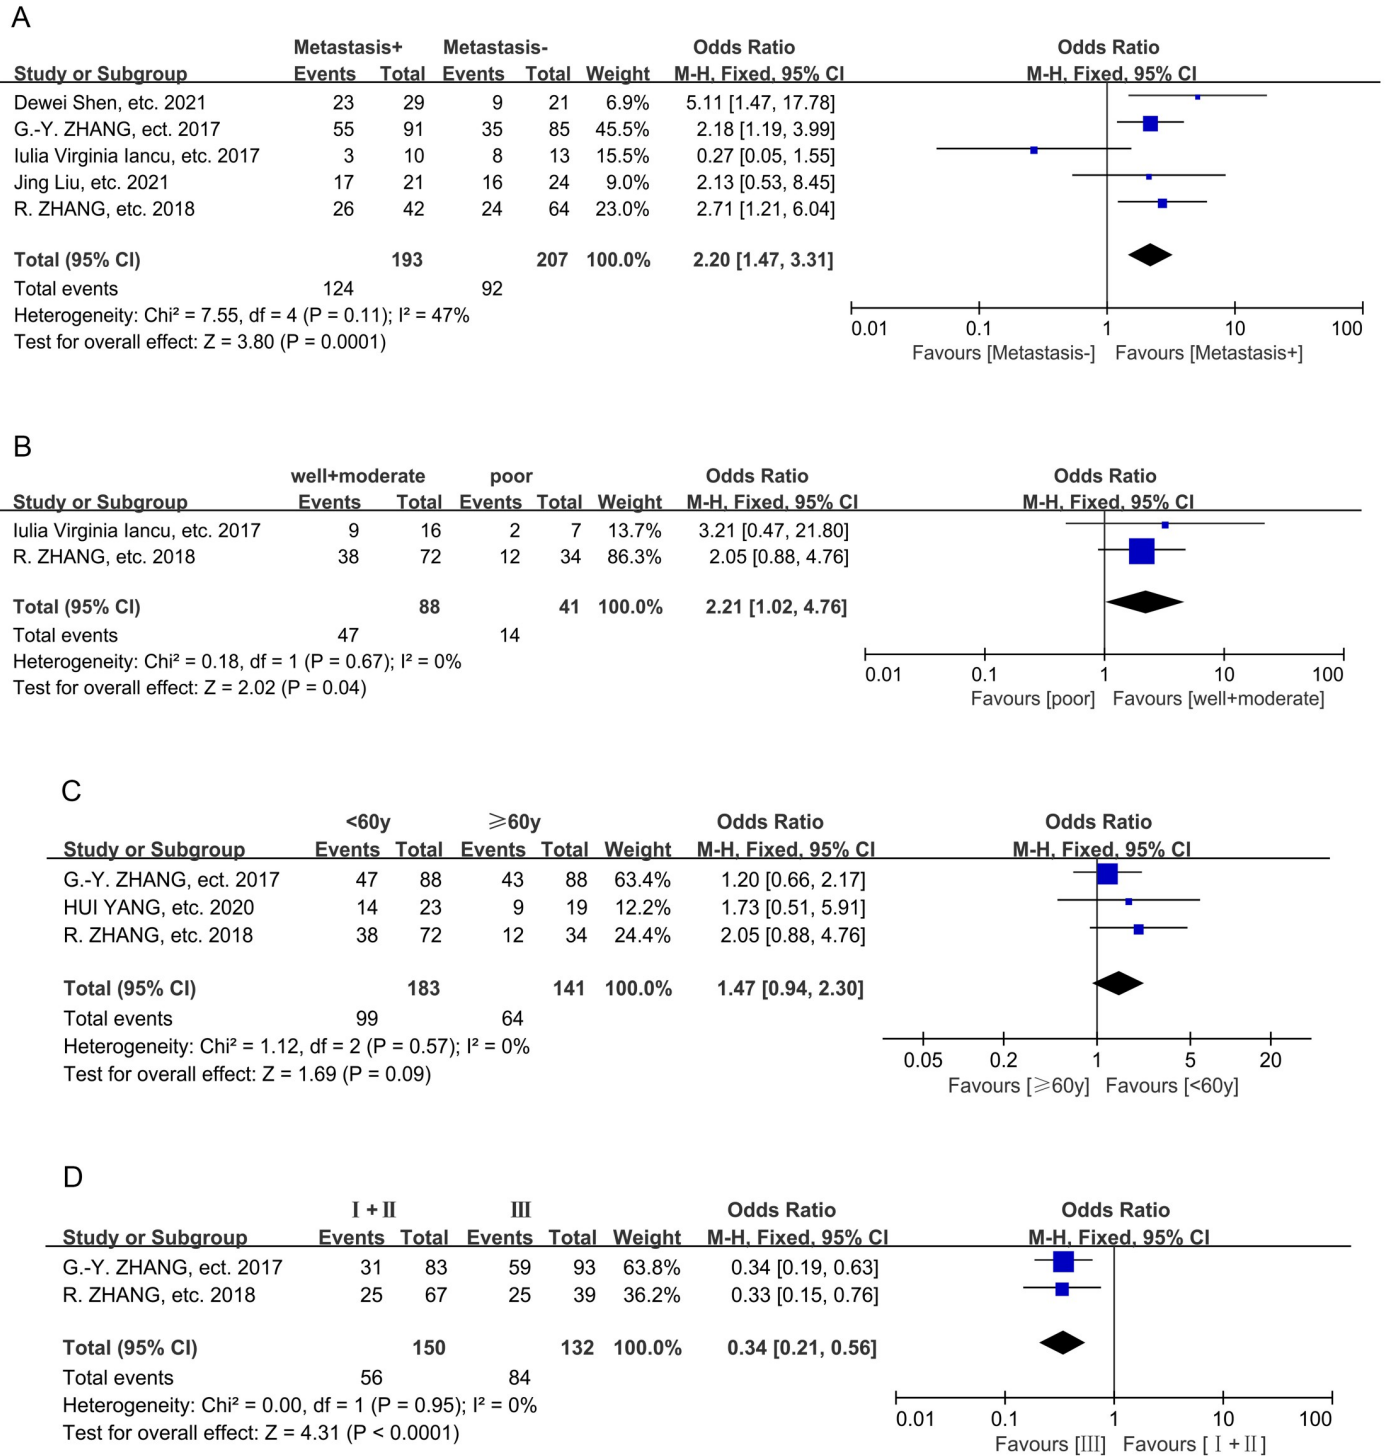 A
Metastasis+ Metastasis- Odds Ratio Odds Ratio
Study or Subgroup Events Total Events Total Weight M-H, Fixed, 95% CI M-H, Fixed, 95% CI
Dewei Shen, etc. 2021 23 29 9 21 6.9% 5.11 [1.47, 17.78]
G.-Y. ZHANG, ect. 2017 55 91 35 85 45.5% 2.18 [1.19, 3.99]
Iulia Virginia Iancu, etc. 2017 3 10 8 13 15.5% 0.27 [0.05, 1.55]
Jing Liu, etc. 2021 17 21 16 24 9.0% 2.13 [0.53, 8.45]
R. ZHANG, etc. 2018 26 42 24 64 23.0% 2.71 [1.21, 6.04]
Total (95% CI) 193 207 100.0% 2.20 [1.47, 3.31]
Total events 124 92
Heterogeneity: Chi² = 7.55, df = 4 (P = 0.11); I² = 47%
Test for overall effect: Z = 3.80 (P = 0.0001)
0.01 0.1 1 10 100
Favours [Metastasis-] Favours [Metastasis+]
B
well+moderate poor Odds Ratio Odds Ratio
Study or Subgroup Events Total Events Total Weight M-H, Fixed, 95% CI M-H, Fixed, 95% CI
Iulia Virginia Iancu, etc. 2017 9 16 2 7 13.7% 3.21 [0.47, 21.80]
R. ZHANG, etc. 2018 38 72 12 34 86.3% 2.05 [0.88, 4.76]
Total (95% CI) 88 41 100.0% 2.21 [1.02, 4.76]
Total events 47 14
Heterogeneity: Chi² = 0.18, df = 1 (P = 0.67); I² = 0%
Test for overall effect: Z = 2.02 (P = 0.04)
0.01 0.1 1 10 100
Favours [poor] Favours [well+moderate]
C
<60y ≥60y Odds Ratio Odds Ratio
Study or Subgroup Events Total Events Total Weight M-H, Fixed, 95% CI M-H, Fixed, 95% CI
G.-Y. ZHANG, ect. 2017 47 88 43 88 63.4% 1.20 [0.66, 2.17]
HUI YANG, etc. 2020 14 23 9 19 12.2% 1.73 [0.51, 5.91]
R. ZHANG, etc. 2018 38 72 12 34 24.4% 2.05 [0.88, 4.76]
Total (95% CI) 183 141 100.0% 1.47 [0.94, 2.30]
Total events 99 64
Heterogeneity: Chi² = 1.12, df = 2 (P = 0.57); I² = 0%
Test for overall effect: Z = 1.69 (P = 0.09)
0.05 0.2 1 5 20
Favours [≥60y] Favours [<60y]
D
Ⅰ+Ⅱ Ⅲ Odds Ratio Odds Ratio
Study or Subgroup Events Total Events Total Weight M-H, Fixed, 95% CI M-H, Fixed, 95% CI
G.-Y. ZHANG, ect. 2017 31 83 59 93 63.8% 0.34 [0.19, 0.63]
R. ZHANG, etc. 2018 25 67 25 39 36.2% 0.33 [0.15, 0.76]
Total (95% CI) 150 132 100.0% 0.34 [0.21, 0.56]
Total events 56 84
Heterogeneity: Chi² = 0.00, df = 1 (P = 0.95); I² = 0%
Test for overall effect: Z = 4.31 (P < 0.0001)
0.01 0.1 1 10 100
Favours [Ⅲ] Favours [Ⅰ+Ⅱ]